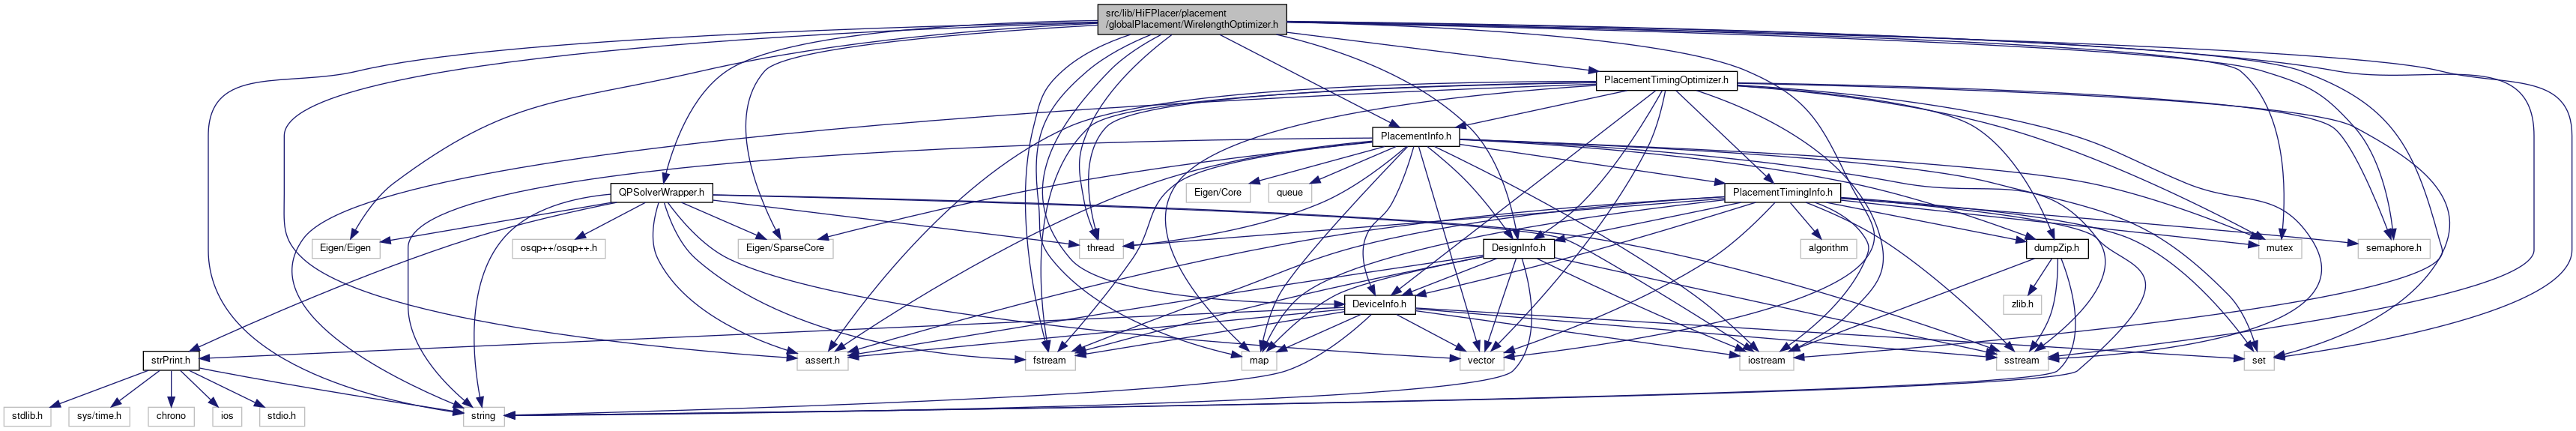 src/lib/HiFPlacer/placement
/globalPlacement/WirelengthOptimizer.h
PlacementTimingOptimizer.h
PlacementInfo.h
QPSolverWrapper.h
Eigen/Core
queue
PlacementTimingInfo.h
Eigen/Eigen
osqp++/osqp++.h
Eigen/SparseCore
thread
DesignInfo.h
algorithm
dumpZip.h
mutex
semaphore.h
DeviceInfo.h
zlib.h
strPrint.h
assert.h
fstream
map
vector
iostream
sstream
set
stdlib.h
sys/time.h
chrono
ios
stdio.h
string